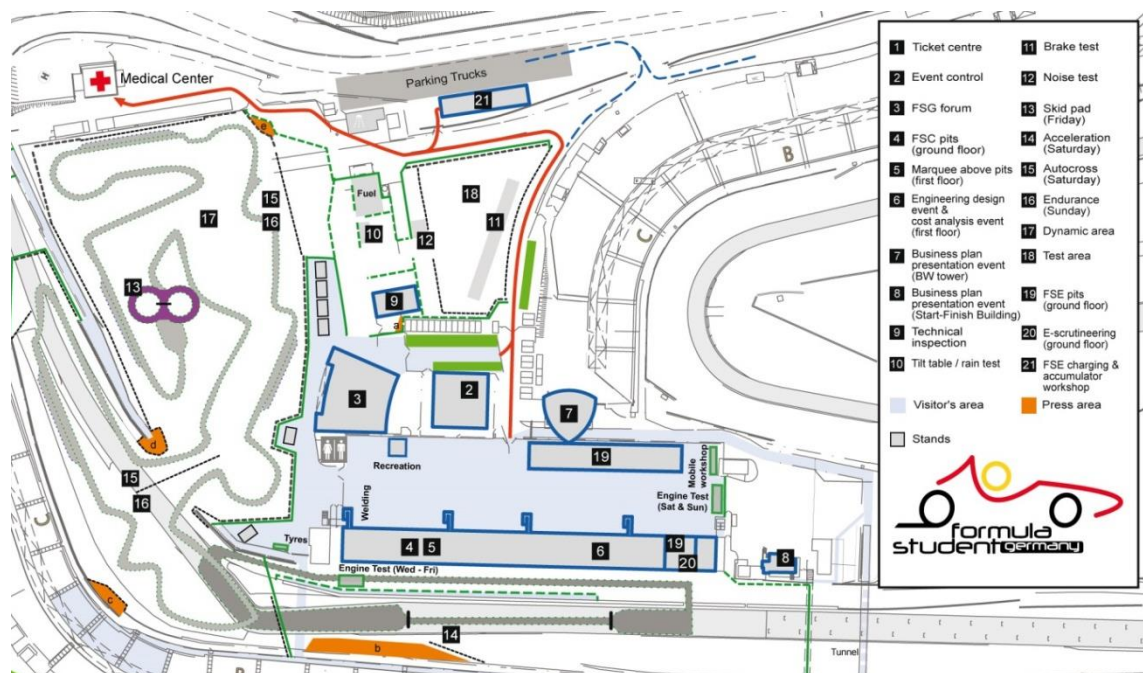 Medical Center
Parking Trucks
21
B
C
e
15
16
17
18
11
12
Fuel
10
13
9
a
3
2
7
d
Recreation
19
Mobile
workshop
Engine Test
(Sat & Sun)
15
16
C
Welding
Tyres
4
5
6
19
20
8
Engine Test (Wed - Fri)
c
14
b
Tunnel
1 Ticket centre
2 Event control
3 FSG forum
4 FSC pits
(ground floor)
5 Marquee above pits
(first floor)
6 Engineering design
event &
cost analysis event
(first floor)
7 Business plan
presentation event
(BW tower)
8 Business plan
presentation event
(Start-Finish Building)
9 Technical
inspection
10 Tilt table / rain test
11 Brake test
12 Noise test
13 Skid pad
(Friday)
14 Acceleration
(Saturday)
15 Autocross
(Saturday)
16 Endurance
(Sunday)
17 Dynamic area
18 Test area
19 FSE pits
(ground floor)
20 E-scrutineering
(ground floor)
21 FSE charging &
accumulator
workshop
Visitor's area
Press area
Stands
formula
student germany